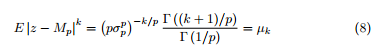 E |z − M_p|^k = (pσ_p^p)^{−k/p} Γ((k + 1)/p) / Γ(1/p) = μ_k (8)